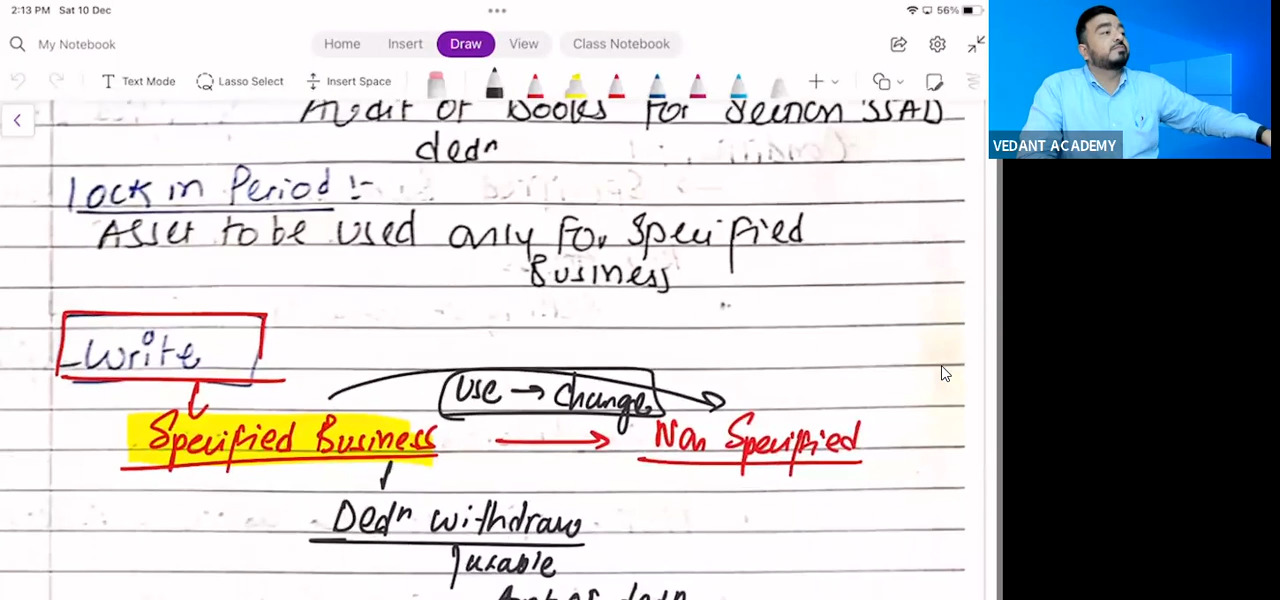 2:13 PM Sat 10 Dec
56%
My Notebook
Home Insert Draw View Class Notebook
Text Mode Lasso Select Insert Space
Audit of Books for 35AD
dedn
Lock in Period :-
Asset to be used only for Specified
Business
Write
Use → Change
Specified Business → Non Specified
Dedn withdraw
Taxable
VEDANT ACADEMY